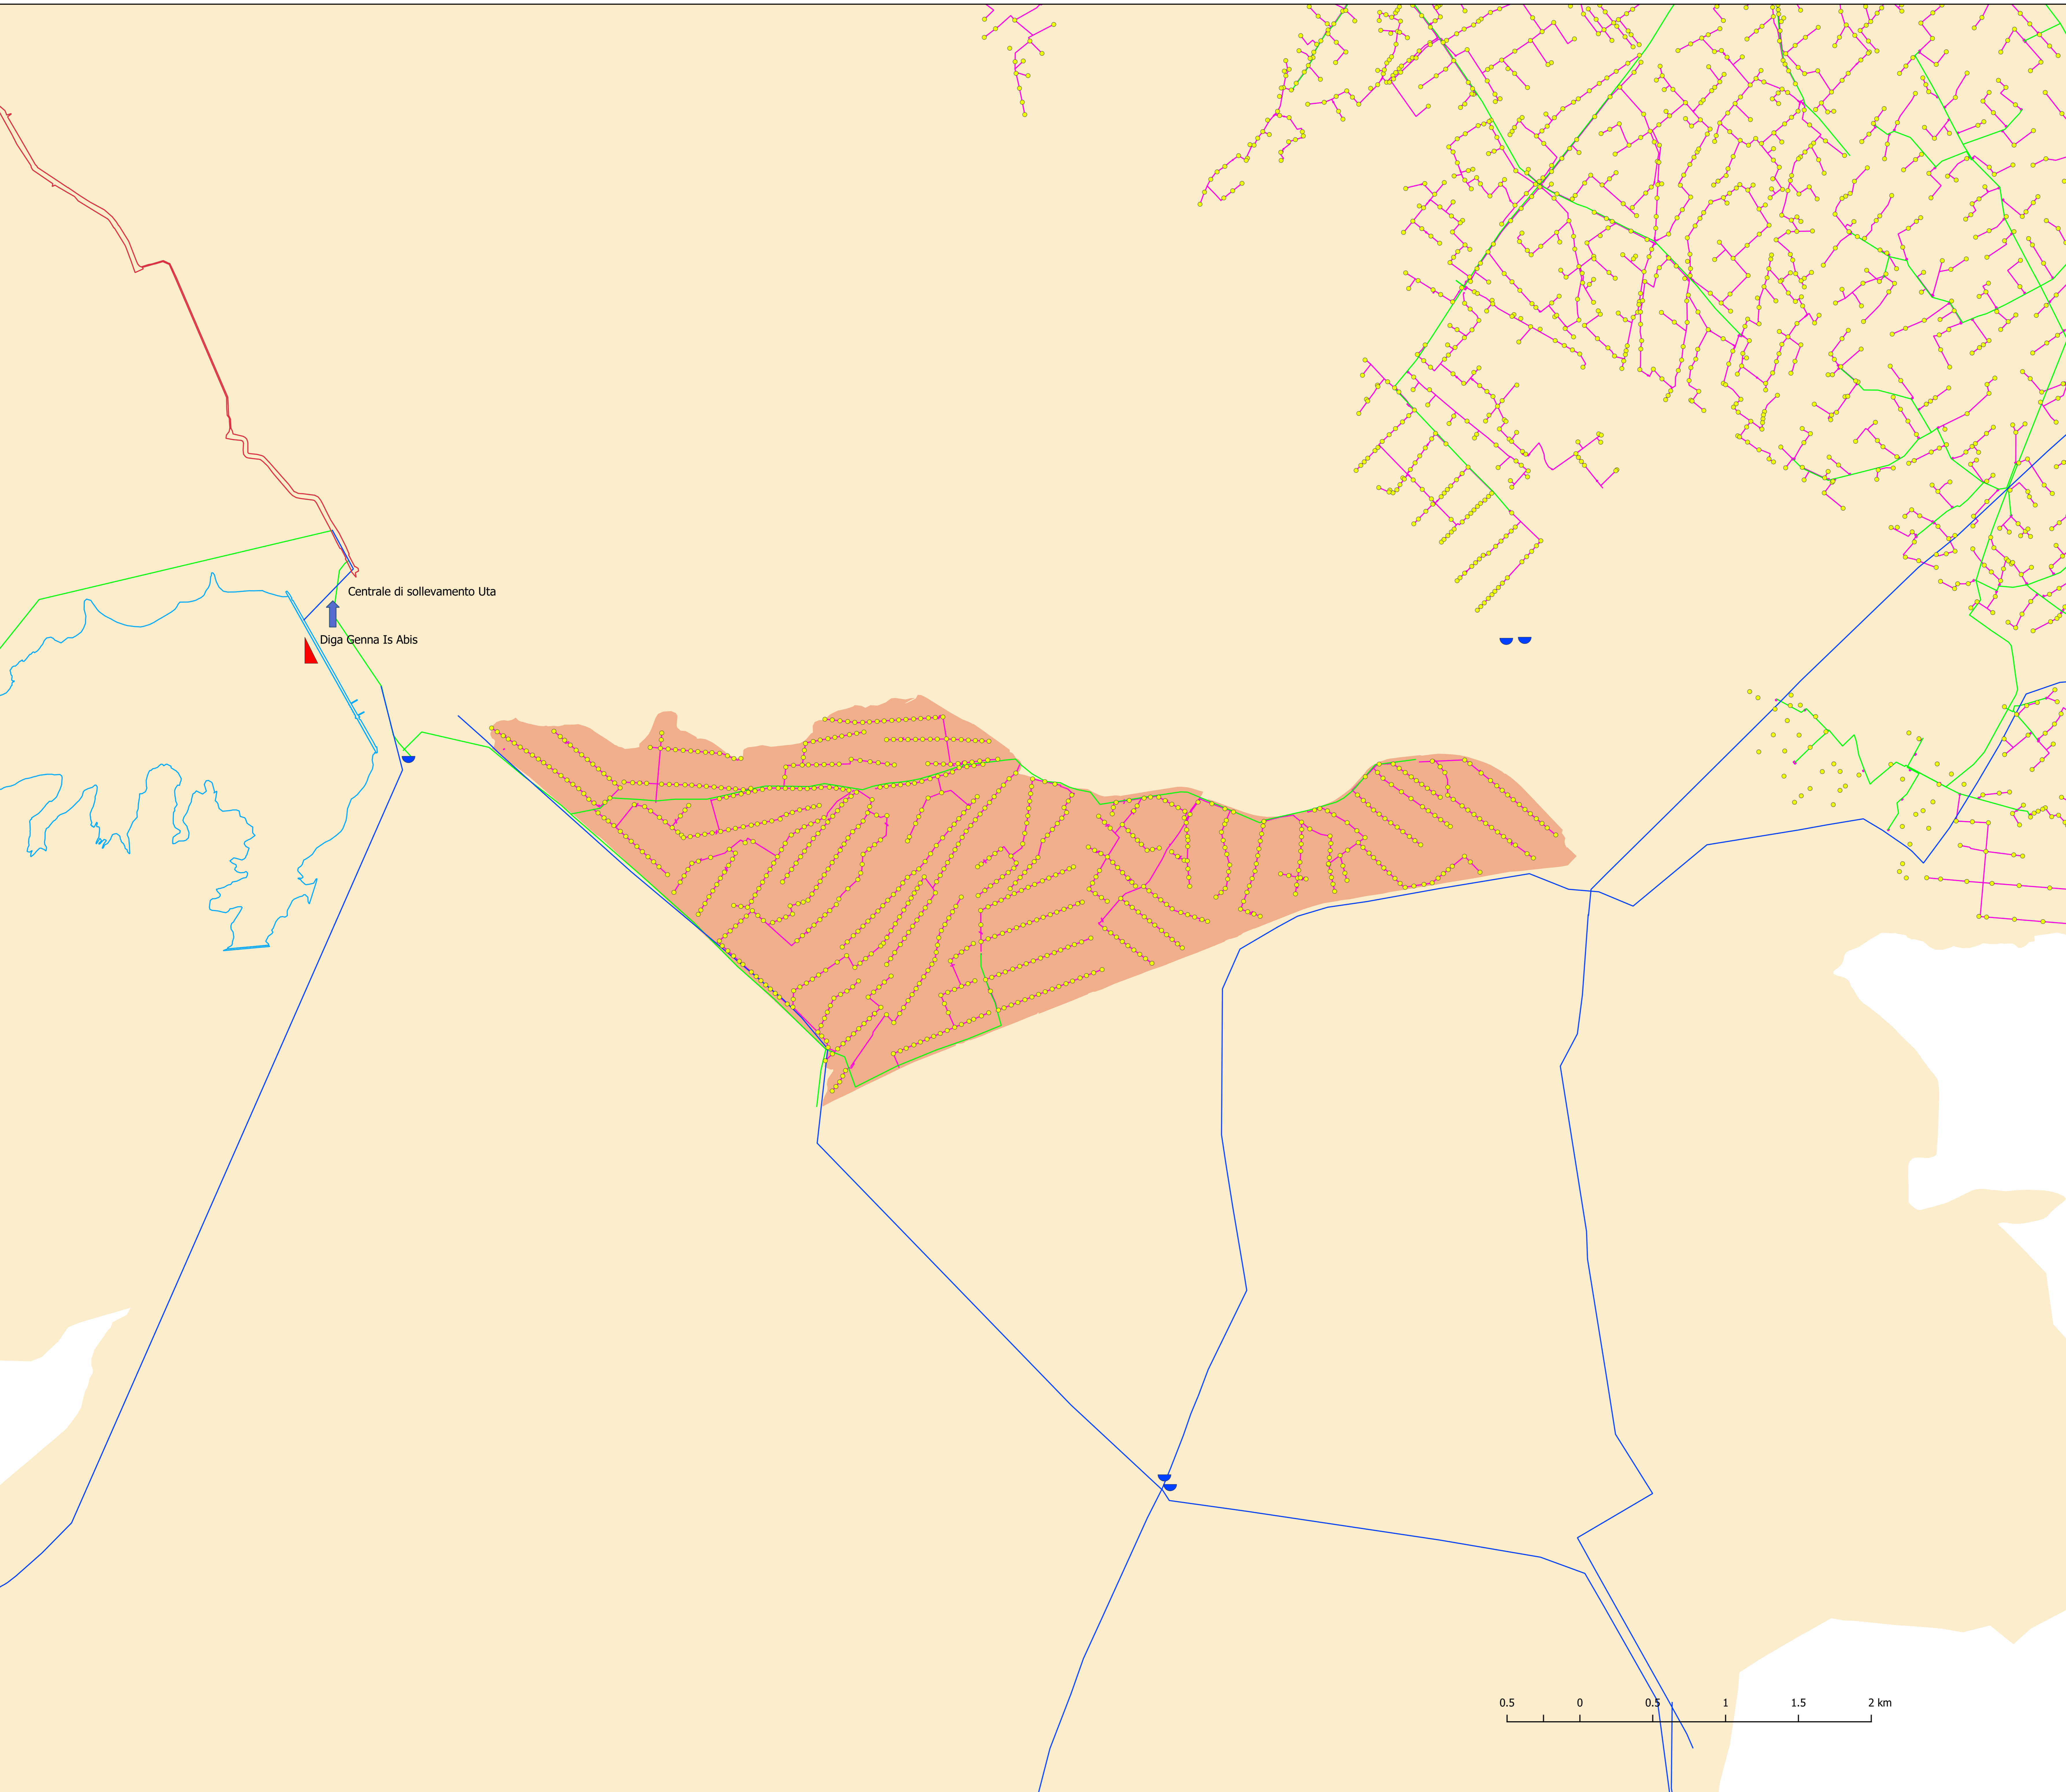 Centrale di sollevamento Uta
Diga Genna Is Abis
0.5 0 0.5 1 1.5 2 km